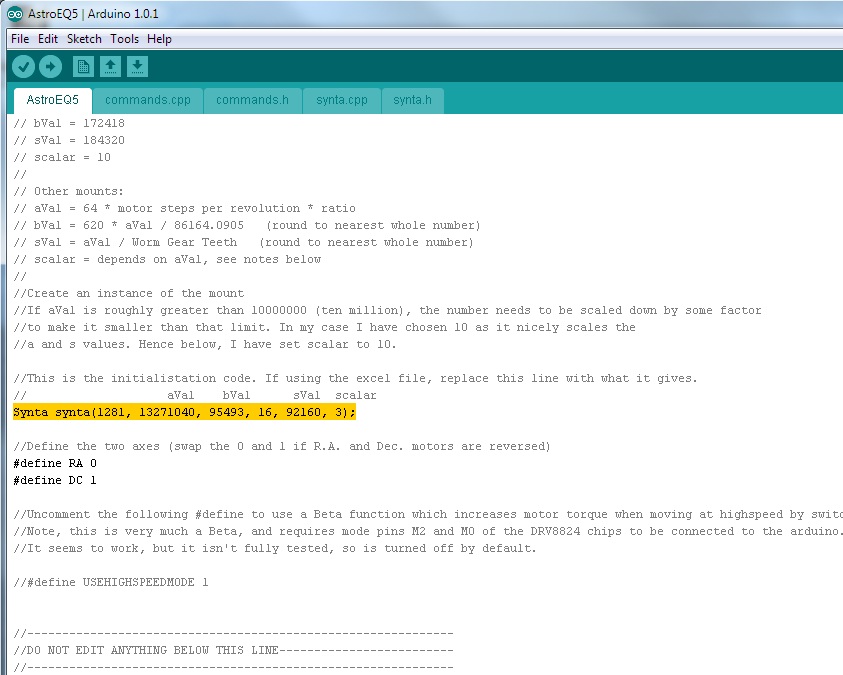 AstroEQ5 | Arduino 1.0.1
File Edit Sketch Tools Help
AstroEQ5 commands.cpp commands.h synta.cpp synta.h
// bVal = 172418
// sVal = 184320
// scalar = 10
//
// Other mounts:
// aVal = 64 * motor steps per revolution * ratio
// bVal = 620 * aVal / 86164.0905   (round to nearest whole number)
// sVal = aVal / Worm Gear Teeth   (round to nearest whole number)
// scalar = depends on aVal, see notes below
//
//Create an instance of the mount
//If aVal is roughly greater than 10000000 (ten million), the number needs to be scaled down by some factor
//to make it smaller than that limit. In my case I have chosen 10 as it nicely scales the
//a and s values. Hence below, I have set scalar to 10.
//This is the initialistation code. If using the excel file, replace this line with what it gives.
//                    aVal    bVal      sVal  scalar
Synta synta(1281, 13271040, 95493, 16, 92160, 3);
//Define the two axes (swap the 0 and 1 if R.A. and Dec. motors are reversed)
#define RA 0
#define DC 1
//Uncomment the following #define to use a Beta function which increases motor torque when moving at highspeed by switc
//Note, this is very much a Beta, and requires mode pins M2 and M0 of the DRV8824 chips to be connected to the arduino.
//It seems to work, but it isn't fully tested, so is turned off by default.
//#define USEHIGHSPEEDMODE 1
//-------------------------------------------------------------
//DO NOT EDIT ANYTHING BELOW THIS LINE-------------------------
//-------------------------------------------------------------